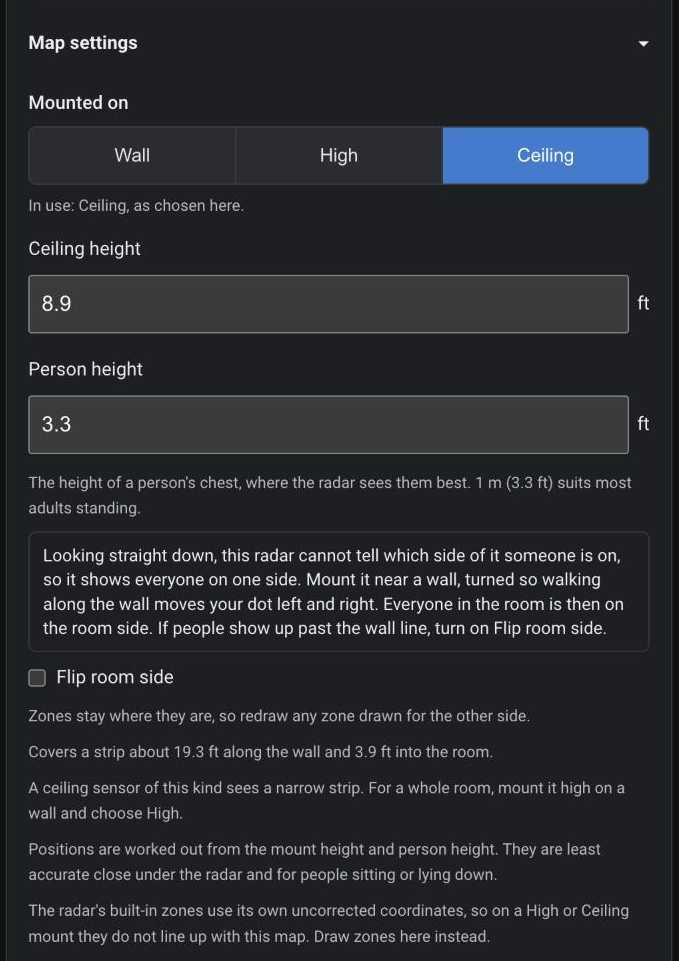 Map settings
Mounted on
Wall
High
Ceiling
In use: Ceiling, as chosen here.
Ceiling height
8.9
ft
Person height
3.3
ft
The height of a person's chest, where the radar sees them best. 1 m (3.3 ft) suits most
adults standing.
Looking straight down, this radar cannot tell which side of it someone is on,
so it shows everyone on one side. Mount it near a wall, turned so walking
along the wall moves your dot left and right. Everyone in the room is then on
the room side. If people show up past the wall line, turn on Flip room side.
Flip room side
Zones stay where they are, so redraw any zone drawn for the other side.
Covers a strip about 19.3 ft along the wall and 3.9 ft into the room.
A ceiling sensor of this kind sees a narrow strip. For a whole room, mount it high on a
wall and choose High.
Positions are worked out from the mount height and person height. They are least
accurate close under the radar and for people sitting or lying down.
The radar's built-in zones use its own uncorrected coordinates, so on a High or Ceiling
mount they do not line up with this map. Draw zones here instead.